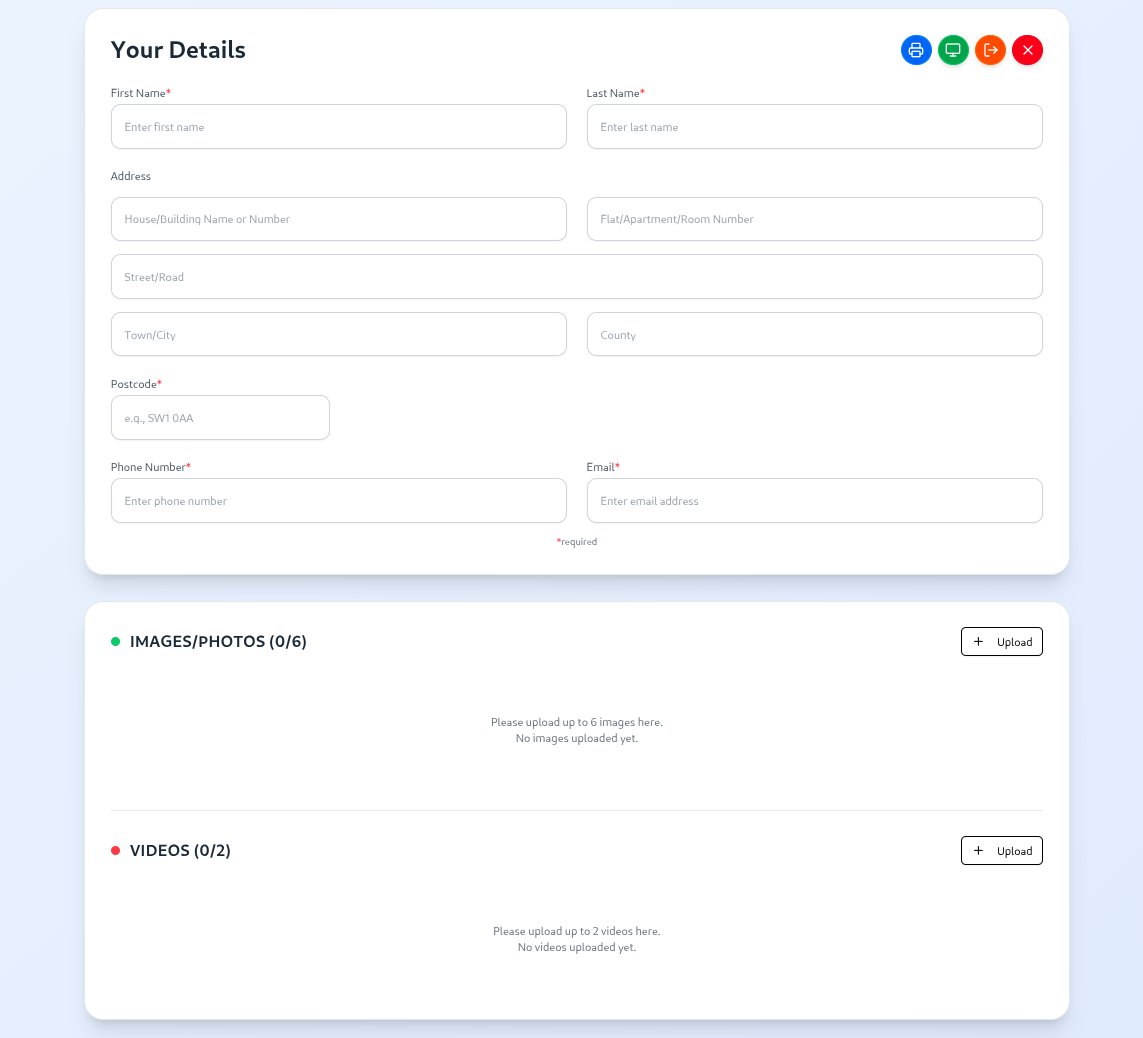 Your Details
First Name* Last Name*
Enter first name Enter last name
Address
House/Building Name or Number Flat/Apartment/Room Number
Street/Road
Town/City County
Postcode*
e.g., SW1 0AA
Phone Number* Email*
Enter phone number Enter email address
*required
IMAGES/PHOTOS (0/6) + Upload
Please upload up to 6 images here.
No images uploaded yet.
VIDEOS (0/2) + Upload
Please upload up to 2 videos here.
No videos uploaded yet.